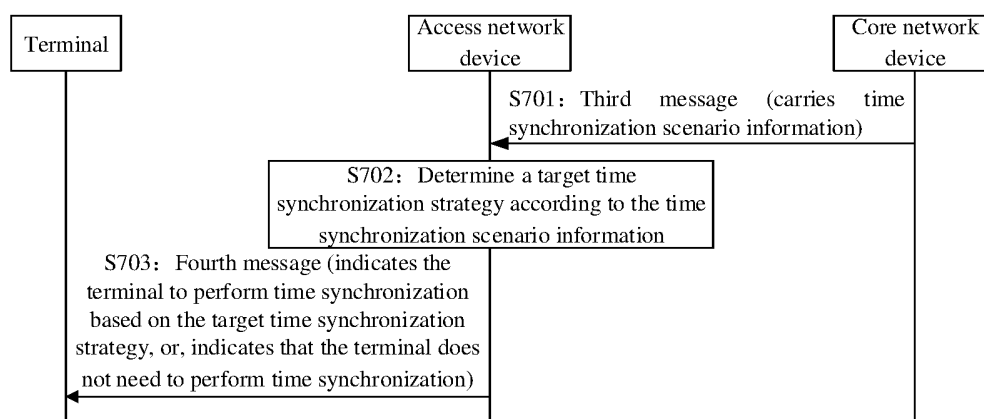 Terminal
Access network
device
Core network
device
S701：Third message (carries time
synchronization scenario information)
S702：Determine a target time
synchronization strategy according to the time
synchronization scenario information
S703：Fourth message (indicates the
terminal to perform time synchronization
based on the target time synchronization
strategy, or, indicates that the terminal does
not need to perform time synchronization)